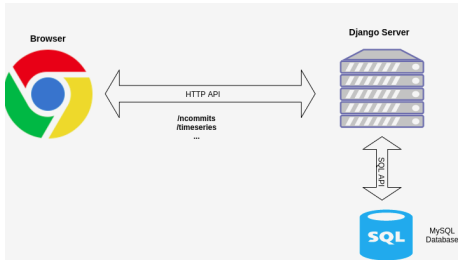 Browser
Django Server
HTTP API
/ncommits
/timeseries
...
SQL API
SQL
MySQL
Database